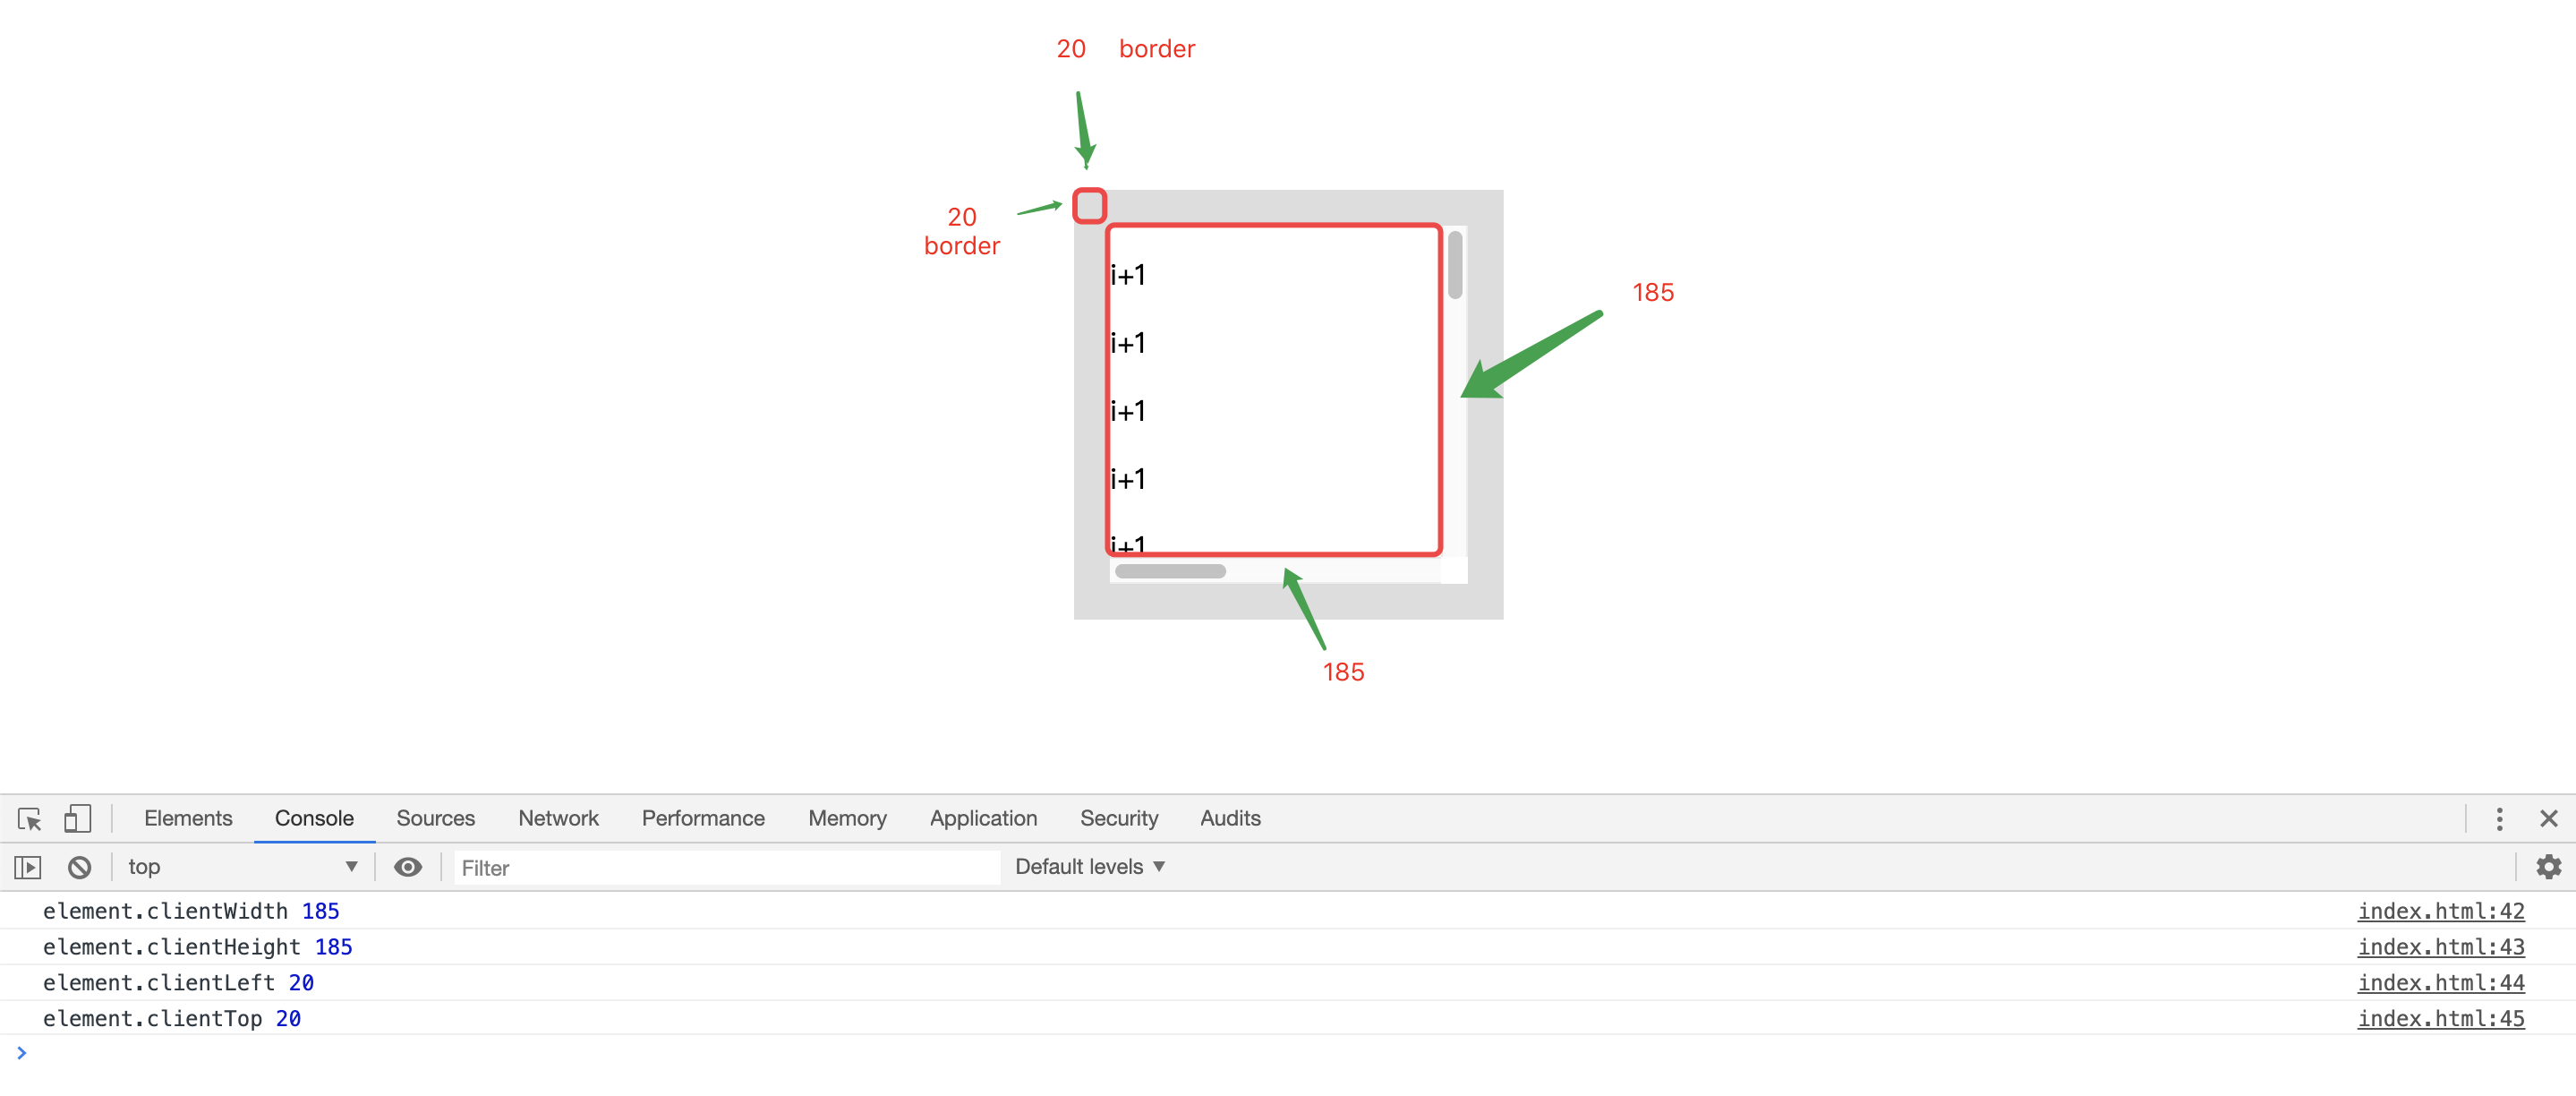 20 border
20
border
i+1
i+1
i+1
i+1
i+1
185
185
Elements Console Sources Network Performance Memory Application Security Audits
top Filter Default levels
element.clientWidth 185 index.html:42
element.clientHeight 185 index.html:43
element.clientLeft 20 index.html:44
element.clientTop 20 index.html:45